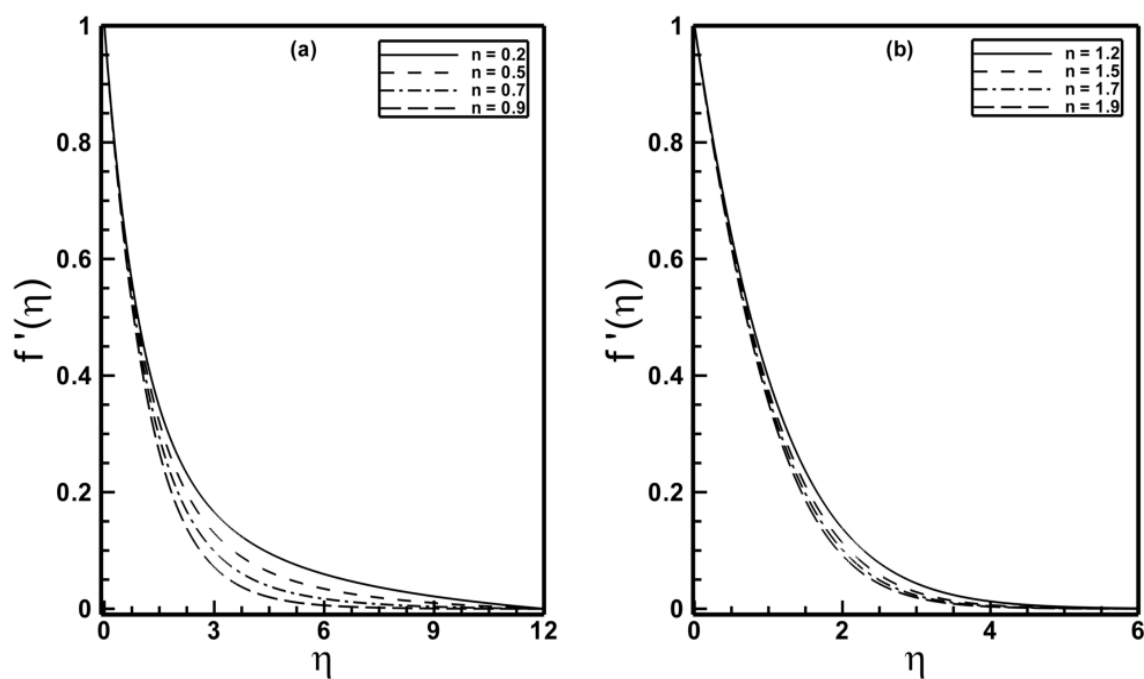 (a)
n = 0.2
n = 0.5
n = 0.7
n = 0.9
1
0.8
0.6
0.4
0.2
0
f '(η)
0 3 6 9 12
η
(b)
n = 1.2
n = 1.5
n = 1.7
n = 1.9
1
0.8
0.6
0.4
0.2
0
f '(η)
0 2 4 6
η